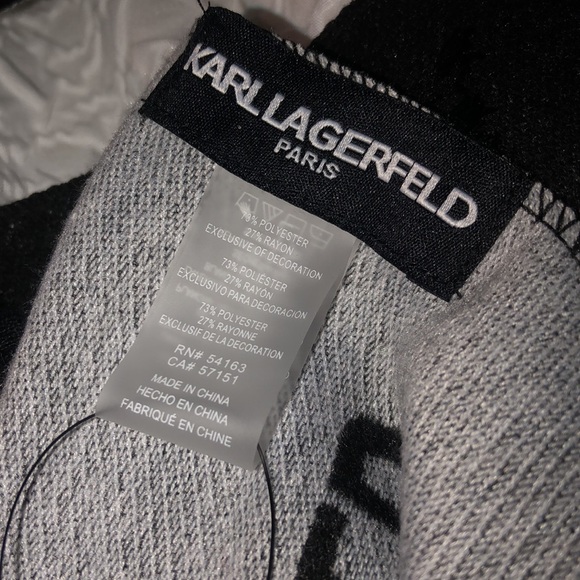 KARL LAGERFELD
PARIS
73% POLYESTER
27% RAYON
EXCLUSIVE OF DECORATION
73% POLIÉSTER
27% RAYON
EXCLUSIVO PARA DECORACION
73% POLYESTER
27% RAYONNE
EXCLUSIF DE LA DECORATION
RN# 54163
CA# 57151
MADE IN CHINA
HECHO EN CHINA
FABRIQUÉ EN CHINE